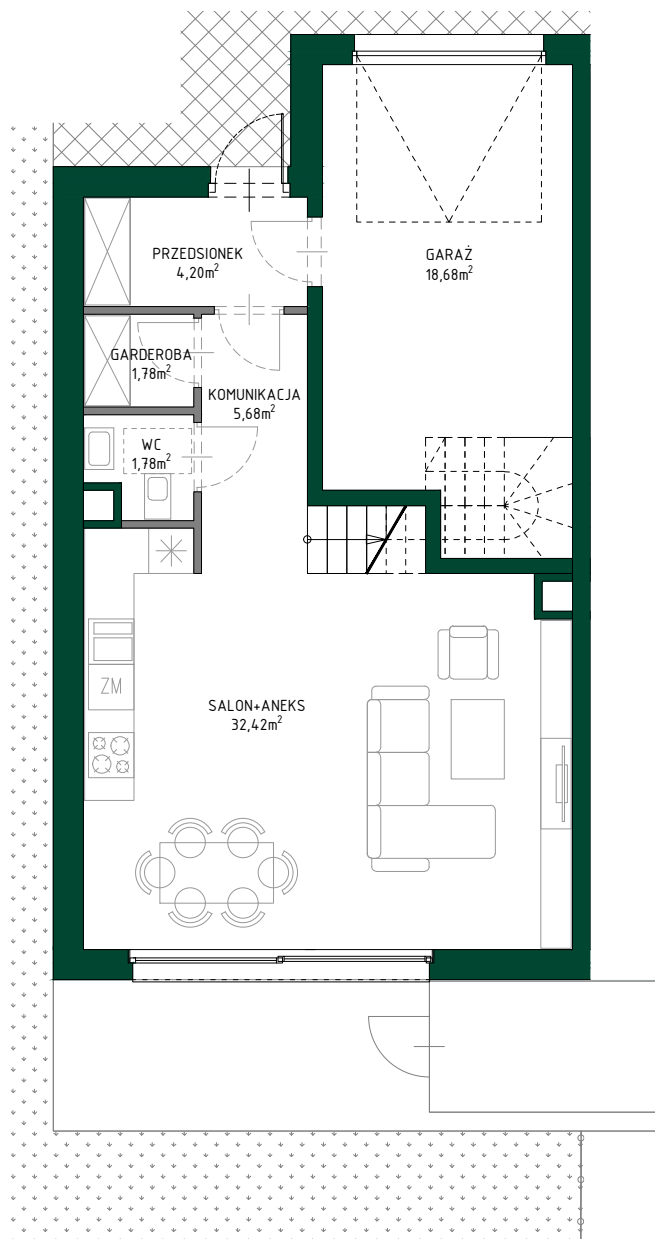 PRZEDSIONEK
4,20m²
GARAŻ
18,68m²
GARDEROBA
1,78m²
KOMUNIKACJA
5,68m²
WC
1,78m²
ZM
SALON+ANEKS
32,42m²